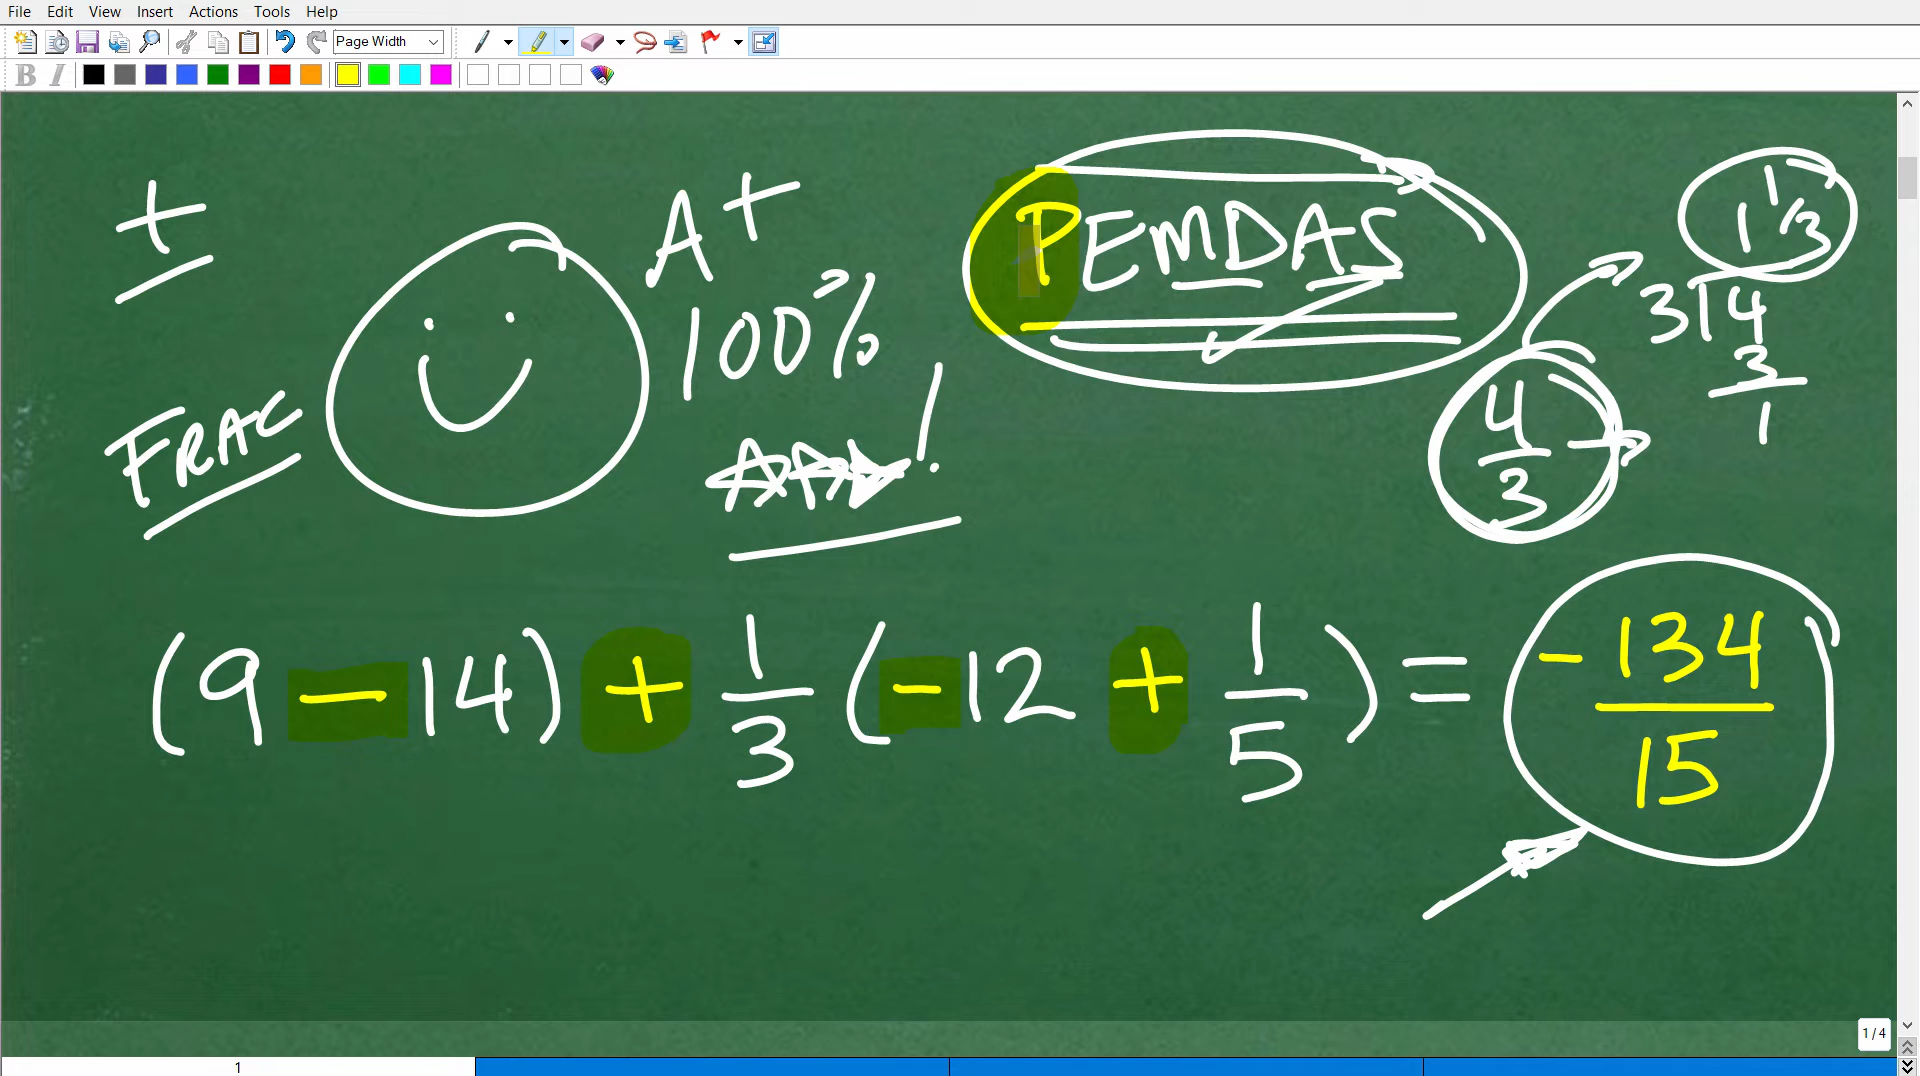 File Edit View Insert Actions Tools Help
Page Width
B I
+
FRAC
A+
100%
!
PEMDAS
1 1/3
3 14
3
1
4/3 →
(9 - 14) + 1/3 (-12 + 1/5) = -134/15
1 / 4
1